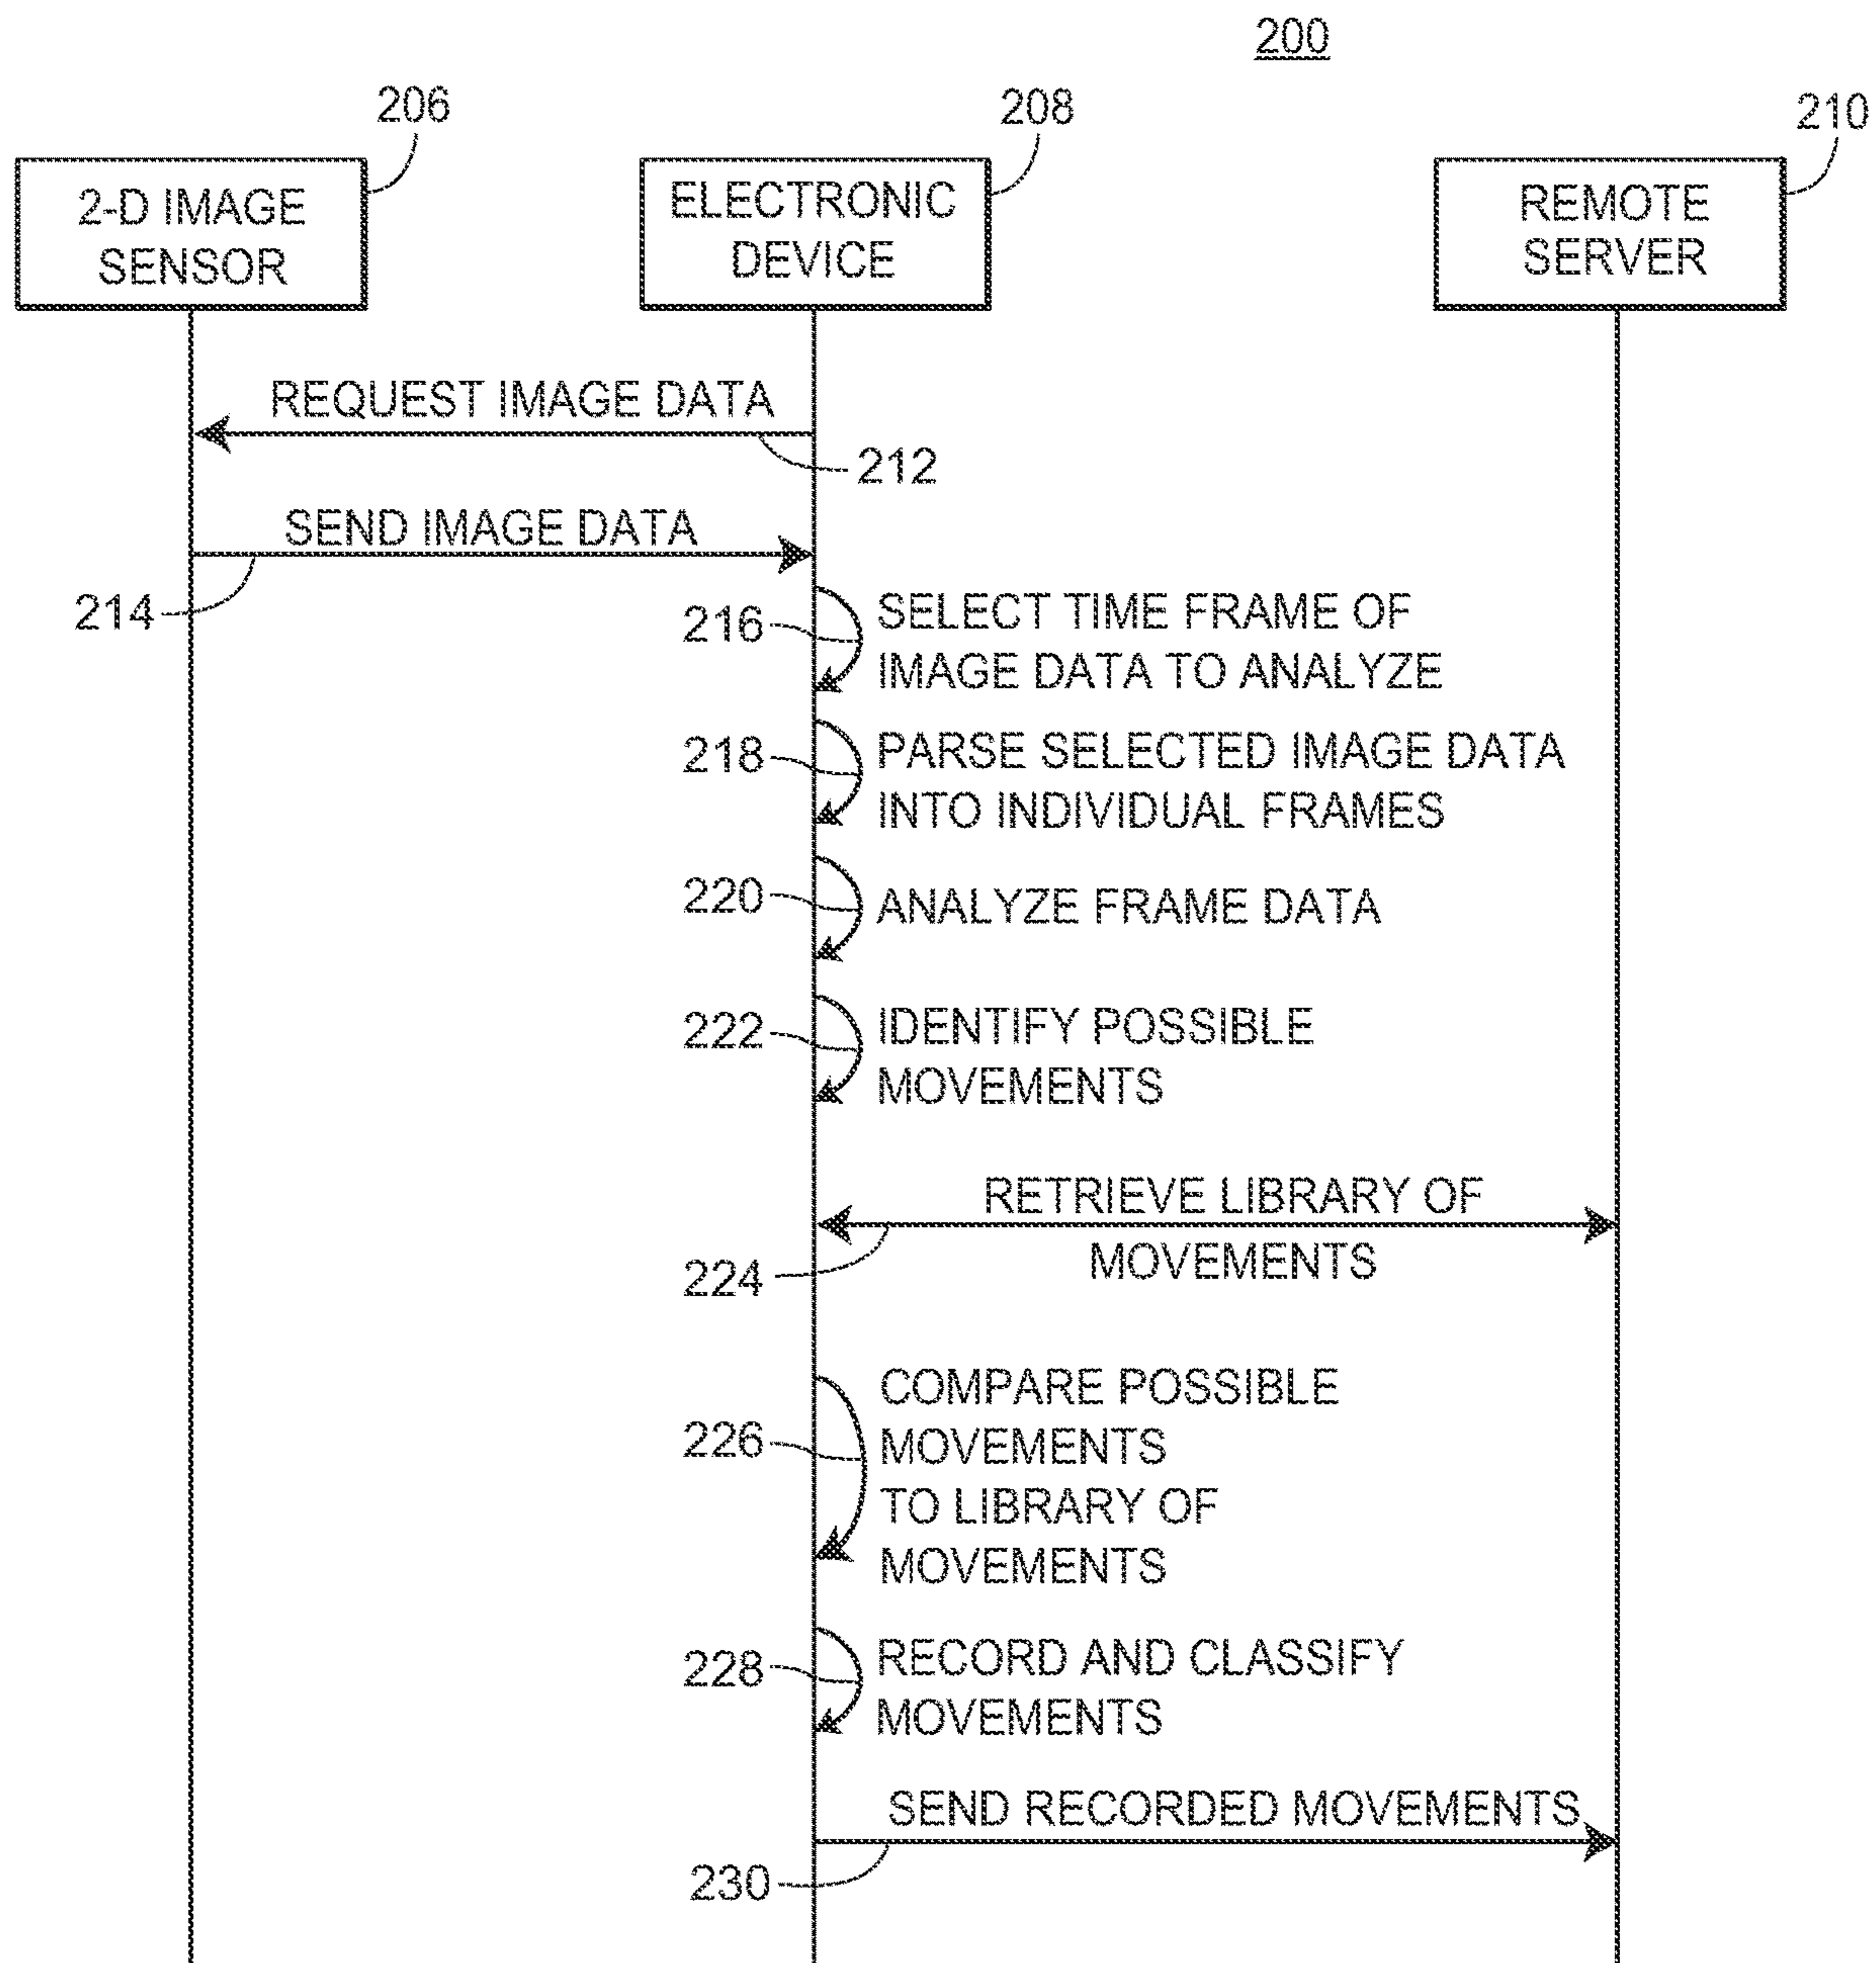 200
206
208
210
2-D IMAGE
SENSOR
ELECTRONIC
DEVICE
REMOTE
SERVER
REQUEST IMAGE DATA
212
SEND IMAGE DATA
214
216
SELECT TIME FRAME OF
IMAGE DATA TO ANALYZE
218
PARSE SELECTED IMAGE DATA
INTO INDIVIDUAL FRAMES
220
ANALYZE FRAME DATA
222
IDENTIFY POSSIBLE
MOVEMENTS
RETRIEVE LIBRARY OF
MOVEMENTS
224
226
COMPARE POSSIBLE
MOVEMENTS
TO LIBRARY OF
MOVEMENTS
228
RECORD AND CLASSIFY
MOVEMENTS
SEND RECORDED MOVEMENTS
230